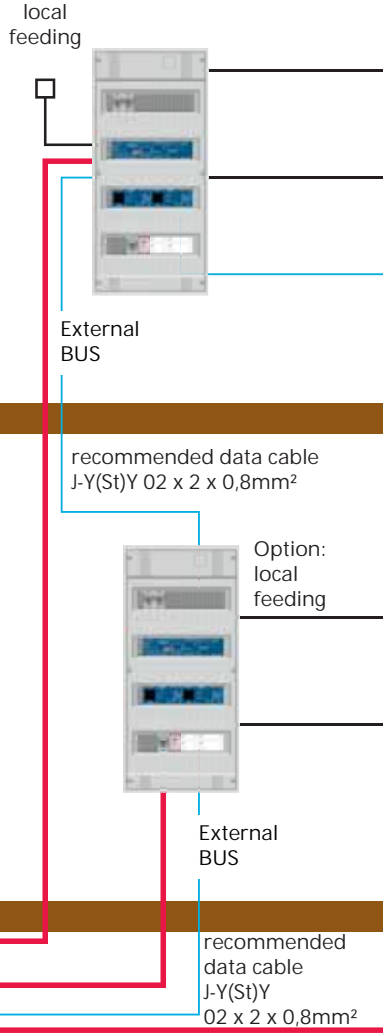 local
feeding
External
BUS
recommended data cable
J-Y(St)Y 02 x 2 x 0,8mm²
Option:
local
feeding
External
BUS
recommended
data cable
J-Y(St)Y
02 x 2 x 0,8mm²